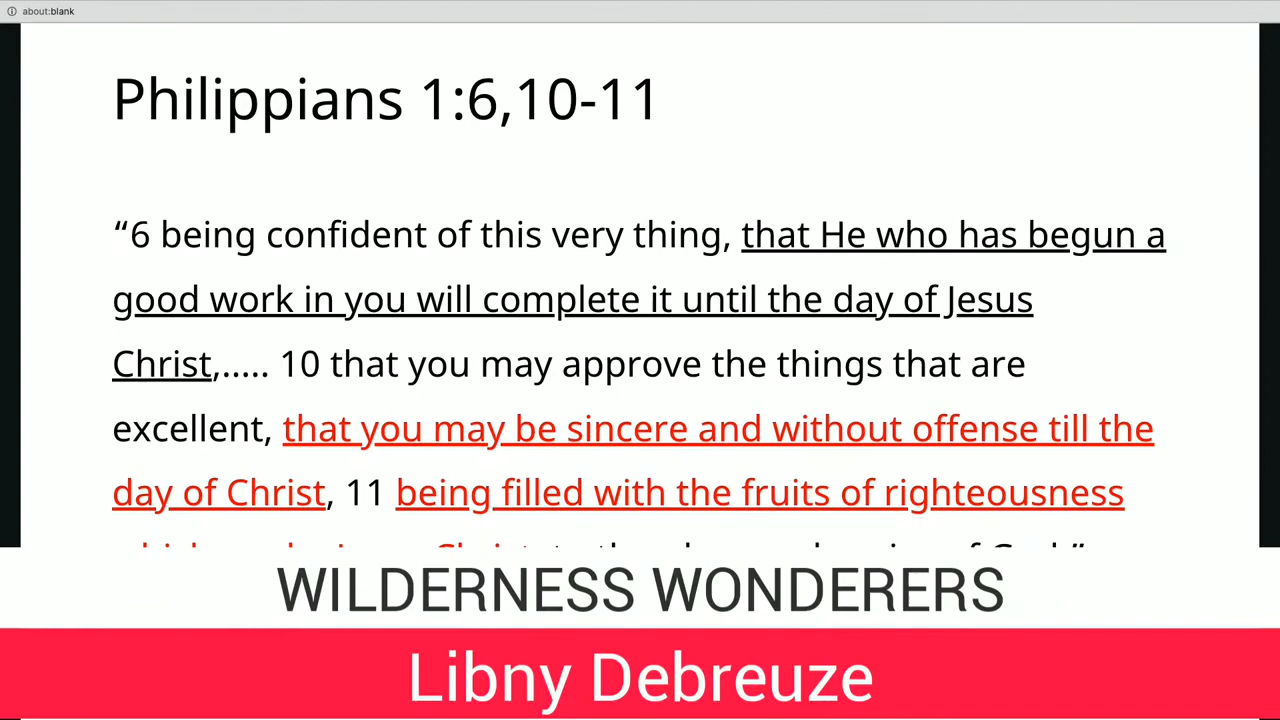 about:blank
Philippians 1:6,10-11
“6 being confident of this very thing, that He who has begun a
good work in you will complete it until the day of Jesus
Christ,..... 10 that you may approve the things that are
excellent, that you may be sincere and without offense till the
day of Christ, 11 being filled with the fruits of righteousness
WILDERNESS WONDERERS
Libny Debreuze